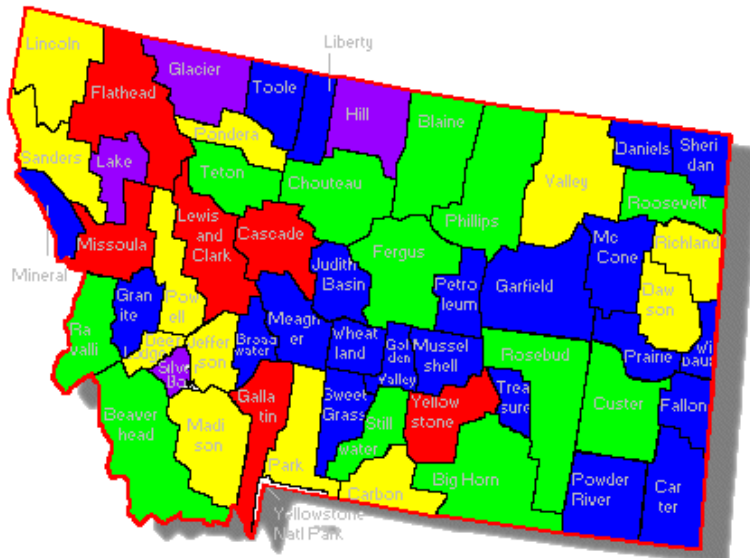 Lincoln
Flathead
Glacier
Toole
Liberty
Hill
Blaine
Phillips
Valley
Daniels
Sheri
dan
Roosevelt
Sanders
Lake
Pondera
Teton
Chouteau
Mineral
Missoula
Lewis
and
Clark
Cascade
Judith
Basin
Fergus
Petro
leum
Garfield
Mc
Cone
Richland
Daw
son
Ra
valli
Gran
ite
Pow
ell
Deer
Lodge
Silver
Jeffer
son
Broad
water
Meagh
er
Wheat
land
Gol
den
Valley
Mussel
shell
Rosebud
Trea
sure
Custer
Prairie
Wi
baux
Fallon
Beaver
head
Madi
son
Galla
tin
Park
Sweet
Grass
Still
water
Yellow
stone
Carbon
Big Horn
Powder
River
Car
ter
Yellowstone
Natl Park